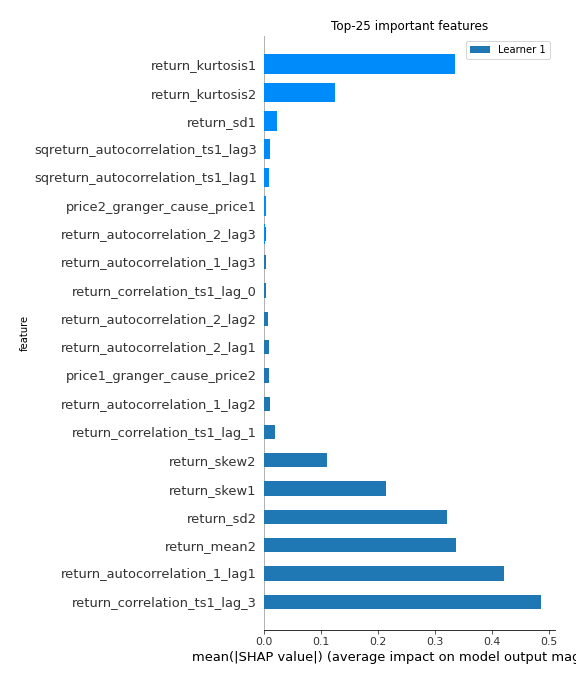 Top-25 important features
Learner 1
return_kurtosis1
return_kurtosis2
return_sd1
sqreturn_autocorrelation_ts1_lag3
sqreturn_autocorrelation_ts1_lag1
price2_granger_cause_price1
return_autocorrelation_2_lag3
return_autocorrelation_1_lag3
return_correlation_ts1_lag_0
return_autocorrelation_2_lag2
return_autocorrelation_2_lag1
price1_granger_cause_price2
return_autocorrelation_1_lag2
return_correlation_ts1_lag_1
return_skew2
return_skew1
return_sd2
return_mean2
return_autocorrelation_1_lag1
return_correlation_ts1_lag_3
feature
0.0 0.1 0.2 0.3 0.4 0.5
mean(|SHAP value|) (average impact on model output mag